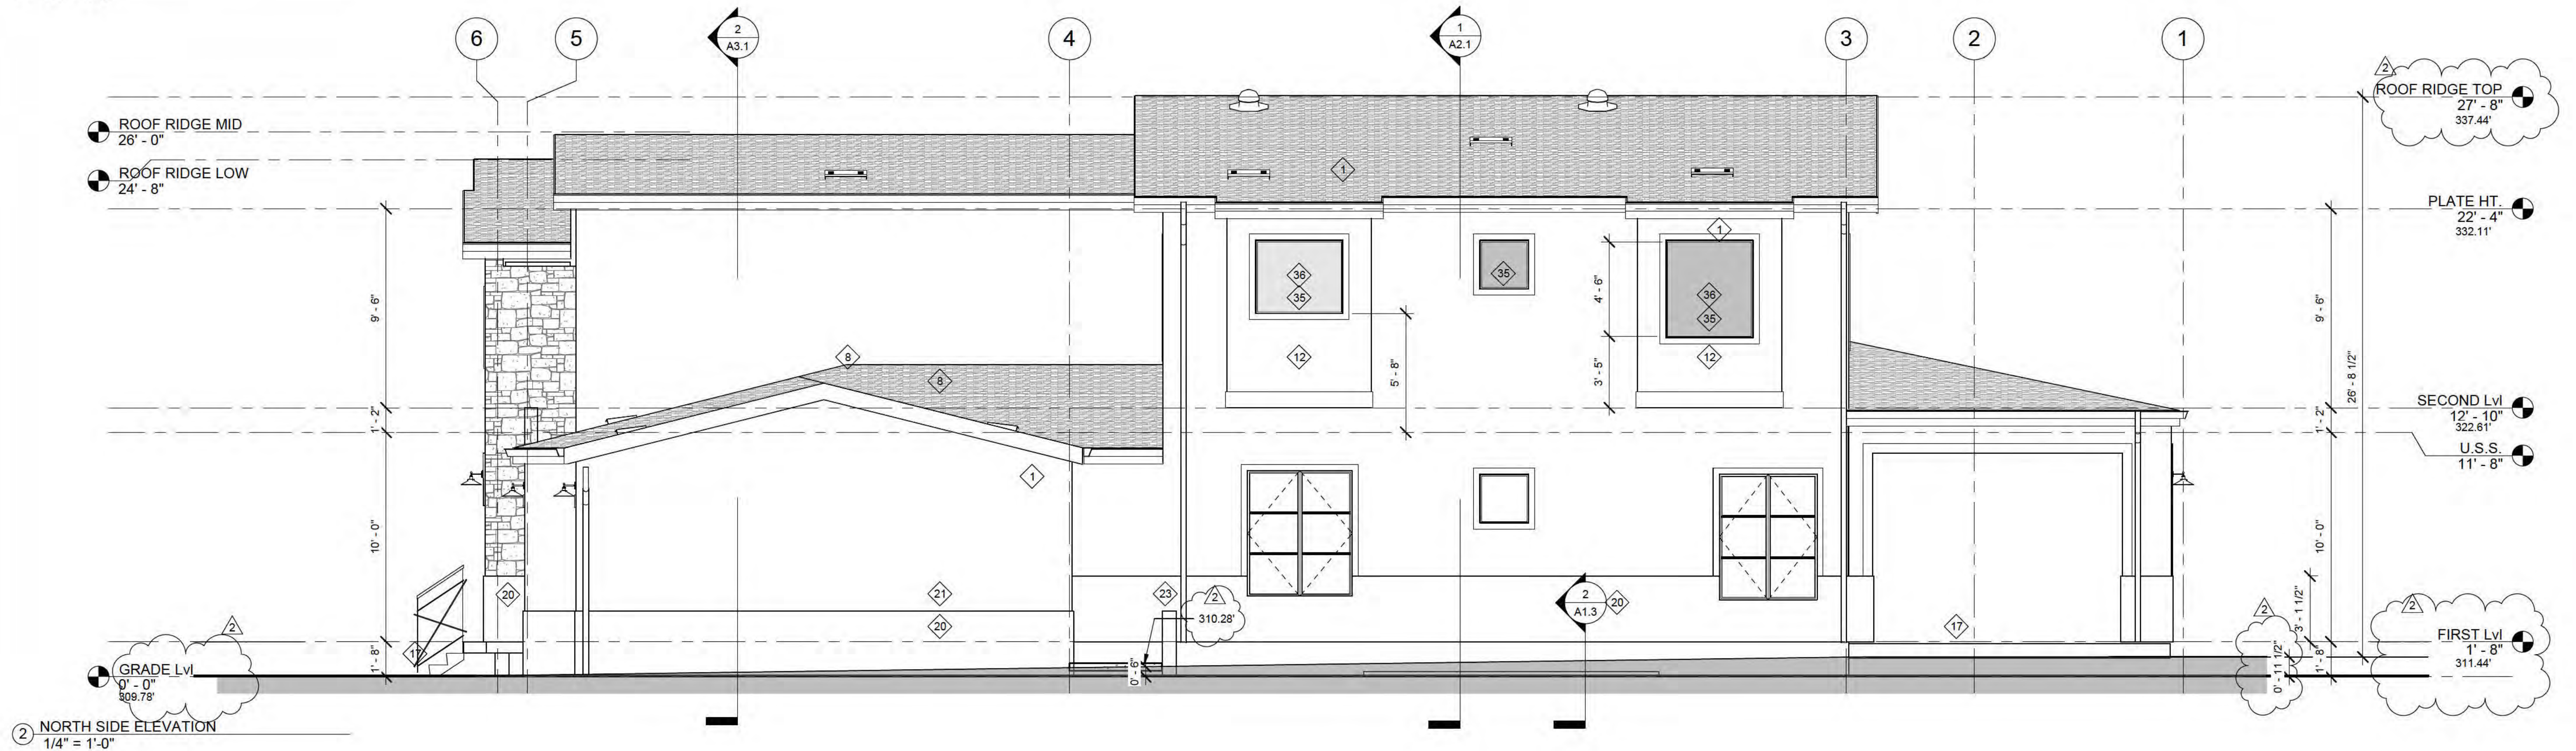 6
5
2
A3.1
4
1
A2.1
3
2
1
2
ROOF RIDGE TOP
27' - 8"
337.44'
ROOF RIDGE MID
26' - 0"
ROOF RIDGE LOW
24' - 8"
1
PLATE HT.
22' - 4"
332.11'
1
36
35
35
36
35
4' - 6"
9' - 6"
9' - 6"
8
8
12
12
5' - 8"
3' - 5"
26' - 8 1/2"
1' - 2"
1' - 2"
SECOND Lvl
12' - 10"
322.61'
U.S.S.
11' - 8"
1
10' - 0"
10' - 0"
20
21
20
23
2
310.28'
2
A1.3
20
17
3' - 1 1/2"
2
2
2
FIRST Lvl
1' - 8"
311.44'
17
1' - 8"
0' - 6"
0' - 11 1/2"
1' - 8"
GRADE Lvl
0' - 0"
309.78'
2
NORTH SIDE ELEVATION
1/4" = 1'-0"